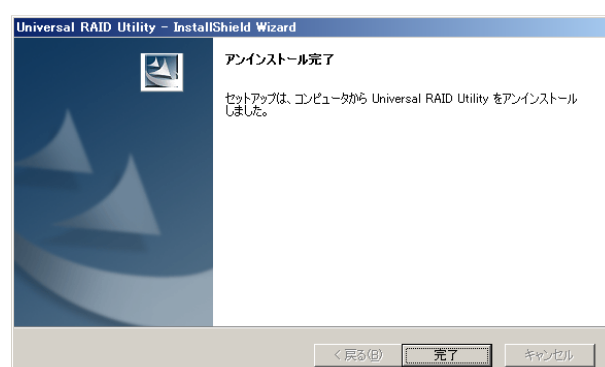 Universal RAID Utility - InstallShield Wizard
アンインストール完了
セットアップは、コンピュータから Universal RAID Utility をアンインストール
しました。
< 戻る(B)
完了
キャンセル